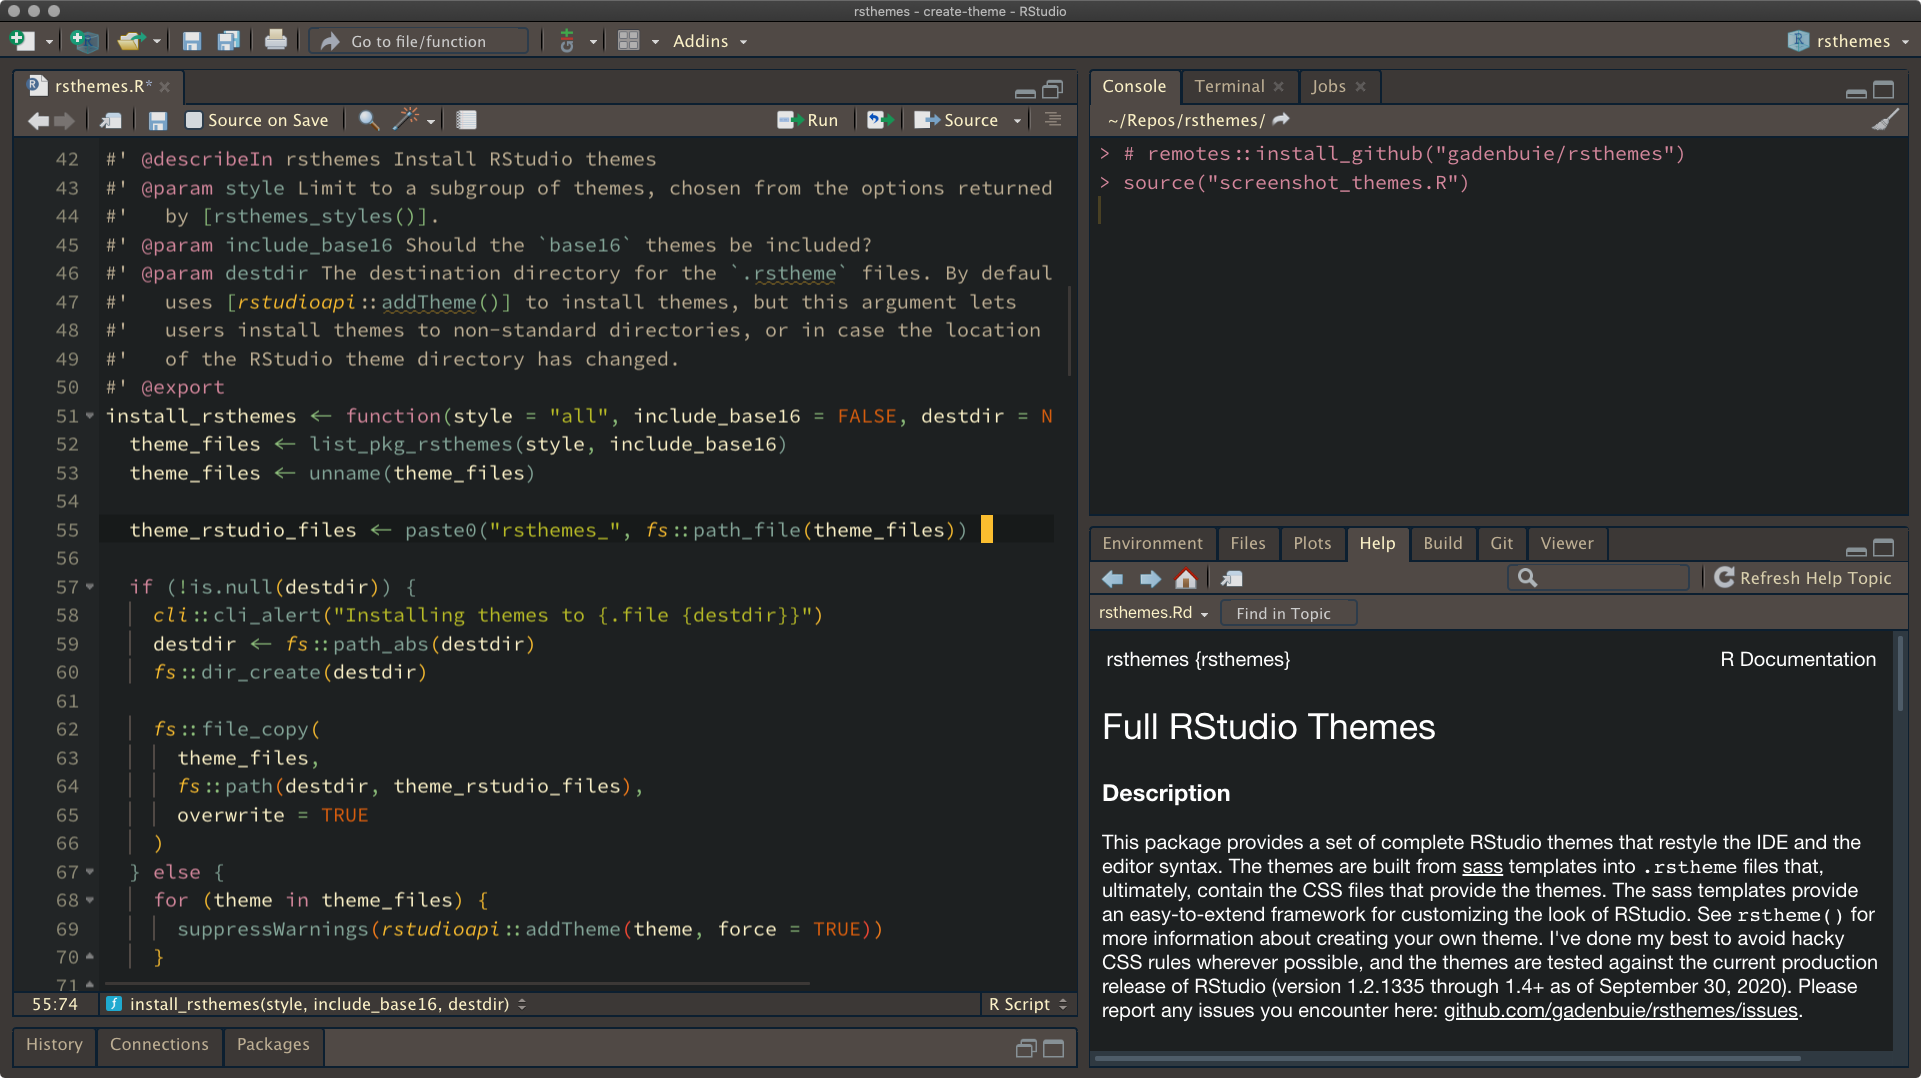 rsthemes - create-theme - RStudio
Go to file/function
Addins
rsthemes
rsthemes.R*
Source on Save
Run
Source
42 #' @describeIn rsthemes Install RStudio themes
43 #' @param style Limit to a subgroup of themes, chosen from the options returned
44 #'   by [rsthemes_styles()].
45 #' @param include_base16 Should the `base16` themes be included?
46 #' @param destdir The destination directory for the `.rstheme` files. By defaul
47 #'   uses [rstudioapi::addTheme()] to install themes, but this argument lets
48 #'   users install themes to non-standard directories, or in case the location
49 #'   of the RStudio theme directory has changed.
50 #' @export
51 install_rsthemes <- function(style = "all", include_base16 = FALSE, destdir = N
52   theme_files <- list_pkg_rsthemes(style, include_base16)
53   theme_files <- unname(theme_files)
54
55   theme_rstudio_files <- paste0("rsthemes_", fs::path_file(theme_files))
56
57   if (!is.null(destdir)) {
58     cli::cli_alert("Installing themes to {.file {destdir}}")
59     destdir <- fs::path_abs(destdir)
60     fs::dir_create(destdir)
61
62     fs::file_copy(
63       theme_files,
64       fs::path(destdir, theme_rstudio_files),
65       overwrite = TRUE
66     )
67   } else {
68     for (theme in theme_files) {
69       suppressWarnings(rstudioapi::addTheme(theme, force = TRUE))
70     }
71
55:74
install_rsthemes(style, include_base16, destdir)
R Script
History Connections Packages
Console Terminal Jobs
~/Repos/rsthemes/
> # remotes::install_github("gadenbuie/rsthemes")
> source("screenshot_themes.R")
Environment Files Plots Help Build Git Viewer
Refresh Help Topic
rsthemes.Rd Find in Topic
rsthemes {rsthemes} R Documentation
Full RStudio Themes
Description
This package provides a set of complete RStudio themes that restyle the IDE and the
editor syntax. The themes are built from sass templates into .rstheme files that,
ultimately, contain the CSS files that provide the themes. The sass templates provide
an easy-to-extend framework for customizing the look of RStudio. See rstheme() for
more information about creating your own theme. I've done my best to avoid hacky
CSS rules wherever possible, and the themes are tested against the current production
release of RStudio (version 1.2.1335 through 1.4+ as of September 30, 2020). Please
report any issues you encounter here: github.com/gadenbuie/rsthemes/issues.